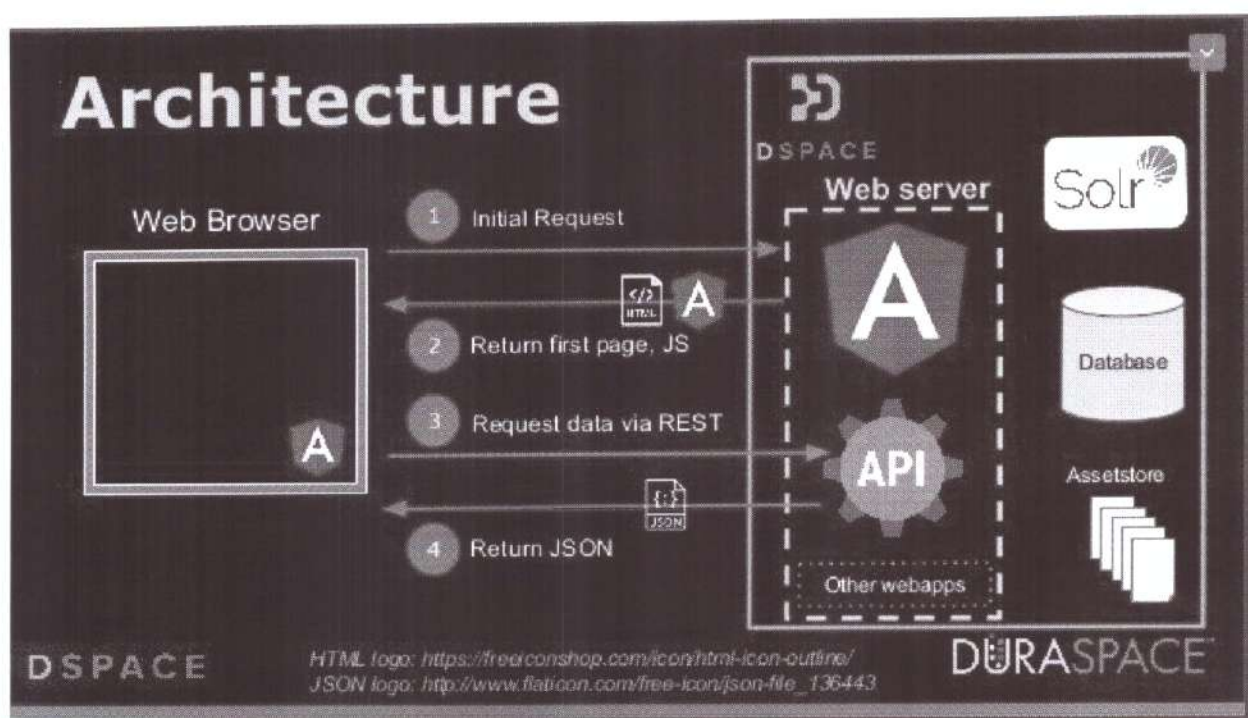 Architecture
DSPACE
Web server
Solr
Web Browser
1 Initial Request
</> HTML
A
A
2 Return first page, JS
Database
3 Request data via REST
A
API
Assetstore
{:} JSON
4 Return JSON
Other webapps
DSPACE
HTML logo: https://freeiconshop.com/icon/html-icon-outline/
JSON logo: http://www.flaticon.com/free-icon/json-file_136443
DURASPACE